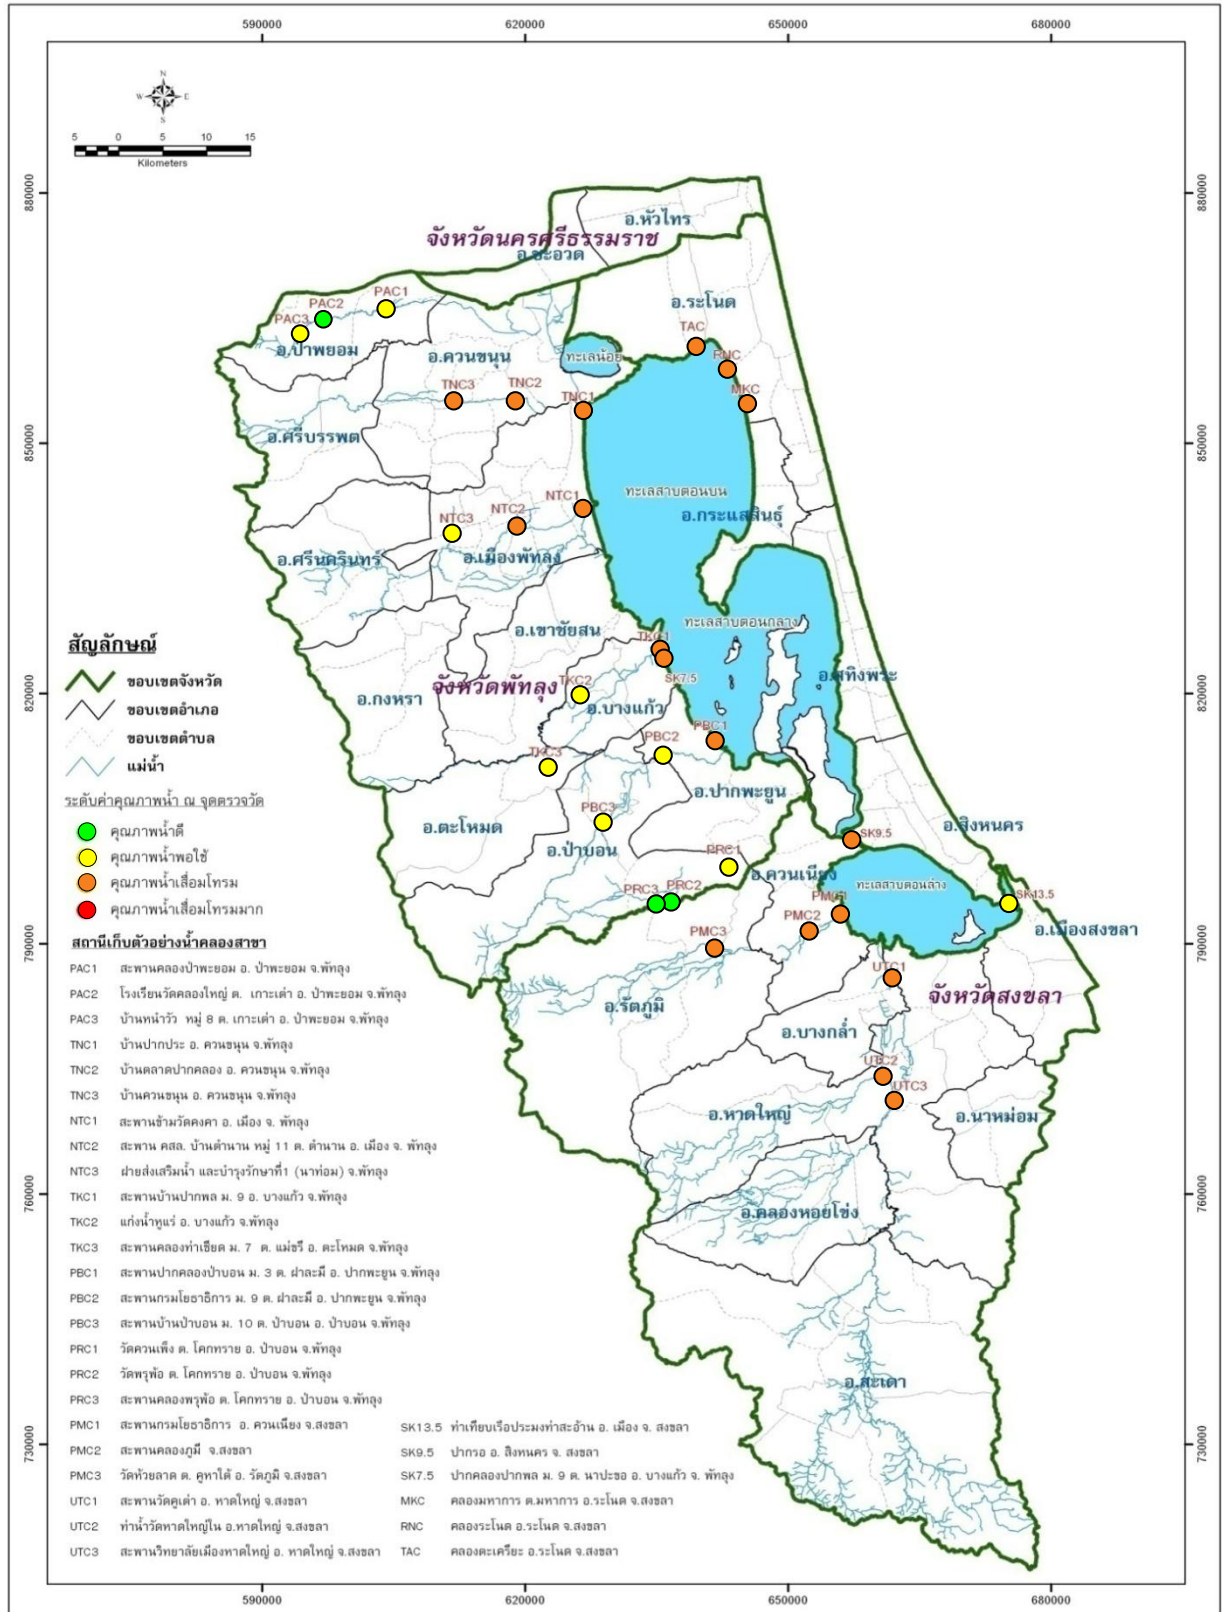 590000 620000 650000 680000
N
W E
S
5 0 5 10 15
Kilometers
880000 880000
อ.หัวไทร
จังหวัดนครศรีธรรมราช
อ.ชะอวด
PAC1
PAC2
อ.ระโนด
PAC3
TAC
อ.ป่าพยอม
อ.ควนขนุน
ทะเลน้อย
RNC
TNC3
TNC2
TNC1
MKC
850000 850000
อ.ศรีบรรพต
ทะเลสาบตอนบน
NTC1
NTC2
NTC3
อ.กระแสสินธุ์
อ.ศรีนครินทร์
อ.เมืองพัทลุง
ทะเลสาบตอนกลาง
อ.เขาชัยสน
TKC1
สัญลักษณ์
ขอบเขตจังหวัด
SK7.5
อ.สทิงพระ
TKC2
จังหวัดพัทลุง
อ.กงหรา
820000 820000
อ.บางแก้ว
ขอบเขตอำเภอ
PBC1
PBC2
ขอบเขตตำบล
TKC3
แม่น้ำ
อ.ปากพะยูน
ระดับค่าคุณภาพน้ำ ณ จุดตรวจวัด
PBC3
อ.ตะโหมด
อ.สิงหนคร
คุณภาพน้ำดี
SK9.5
อ.ป่าบอน
คุณภาพน้ำพอใช้
PRC1
อ.ควนเนียง
คุณภาพน้ำเสื่อมโทรม
ทะเลสาบตอนล่าง
PRC3
PRC2
PMC1
SK13.5
คุณภาพน้ำเสื่อมโทรมมาก
PMC2
อ.เมืองสงขลา
PMC3
790000 790000
สถานีเก็บตัวอย่างน้ำคลองสาขา
UTC1
จังหวัดสงขลา
อ.รัตภูมิ
อ.บางกล่ำ
UTC2
UTC3
อ.หาดใหญ่
อ.นาหม่อม
760000 760000
อ.คลองหอยโข่ง
อ.สะเดา
730000 730000
PAC1 สะพานคลองป่าพะยอม อ. ป่าพะยอม จ.พัทลุง
PAC2 โรงเรียนวัดคลองใหญ่ ต. เกาะเต่า อ. ป่าพะยอม จ.พัทลุง
PAC3 บ้านหนำวัว หมู่ 8 ต. เกาะเต่า อ. ป่าพะยอม จ.พัทลุง
TNC1 บ้านปากประ อ. ควนขนุน จ.พัทลุง
TNC2 บ้านตลาดปากคลอง อ. ควนขนุน จ.พัทลุง
TNC3 บ้านควนขนุน อ. ควนขนุน จ.พัทลุง
NTC1 สะพานข้ามวัดคงคา อ. เมือง จ. พัทลุง
NTC2 สะพาน คสล. บ้านตำนาน หมู่ 11 ต. ตำนาน อ. เมือง จ. พัทลุง
NTC3 ฝายส่งเสริมน้ำ และบำรุงรักษาที่1 (นาท่อม) จ.พัทลุง
TKC1 สะพานบ้านปากพล ม. 9 อ. บางแก้ว จ.พัทลุง
TKC2 แก่งน้ำหูแร่ อ. บางแก้ว จ.พัทลุง
TKC3 สะพานคลองท่าเชียด ม. 7 ต. แม่ขรี อ. ตะโหมด จ.พัทลุง
PBC1 สะพานปากคลองป่าบอน ม. 3 ต. ฝาละมี อ. ปากพะยูน จ.พัทลุง
PBC2 สะพานกรมโยธาธิการ ม. 9 ต. ฝาละมี อ. ปากพะยูน จ.พัทลุง
PBC3 สะพานบ้านป่าบอน ม. 10 ต. ป่าบอน อ. ป่าบอน จ.พัทลุง
PRC1 วัดควนเพ็ง ต. โคกทราย อ. ป่าบอน จ.พัทลุง
PRC2 วัดพรุพ้อ ต. โคกทราย อ. ป่าบอน จ.พัทลุง
PRC3 สะพานคลองพรุพ้อ ต. โคกทราย อ. ป่าบอน จ.พัทลุง
PMC1 สะพานกรมโยธาธิการ อ. ควนเนียง จ.สงขลา
PMC2 สะพานคลองภูมี จ.สงขลา
PMC3 วัดห้วยลาด ต. คูหาใต้ อ. รัตภูมิ จ.สงขลา
UTC1 สะพานวัดคูเต่า อ. หาดใหญ่ จ.สงขลา
UTC2 ท่าน้ำวัดหาดใหญ่ใน อ.หาดใหญ่ จ.สงขลา
UTC3 สะพานวิทยาลัยเมืองหาดใหญ่ อ. หาดใหญ่ จ.สงขลา
SK13.5 ท่าเทียบเรือประมงท่าสะอ้าน อ. เมือง จ. สงขลา
SK9.5 ปากรอ อ. สิงหนคร จ. สงขลา
SK7.5 ปากคลองปากพล ม. 9 ต. นาปะขอ อ. บางแก้ว จ. พัทลุง
MKC คลองมหาการ ต.มหาการ อ.ระโนด จ.สงขลา
RNC คลองระโนด อ.ระโนด จ.สงขลา
TAC คลองตะเครียะ อ.ระโนด จ.สงขลา
590000 620000 650000 680000